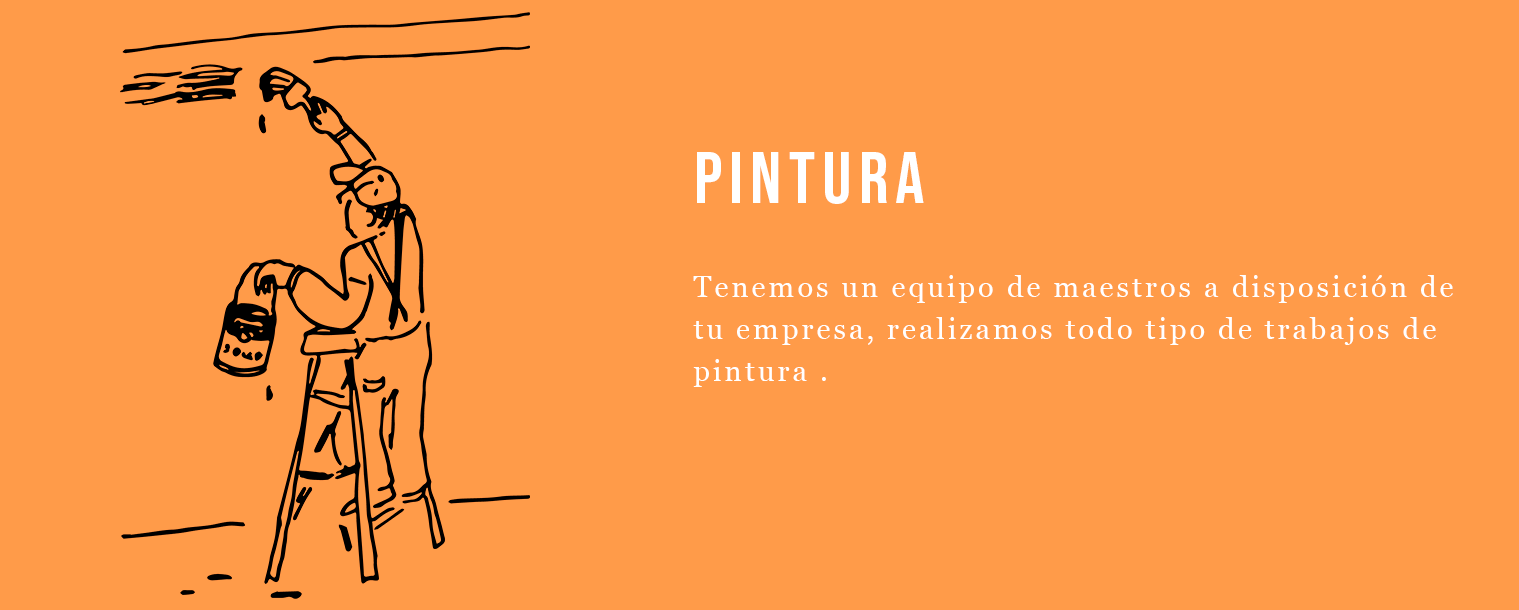 PINTURA
Tenemos un equipo de maestros a disposición de
tu empresa, realizamos todo tipo de trabajos de
pintura .